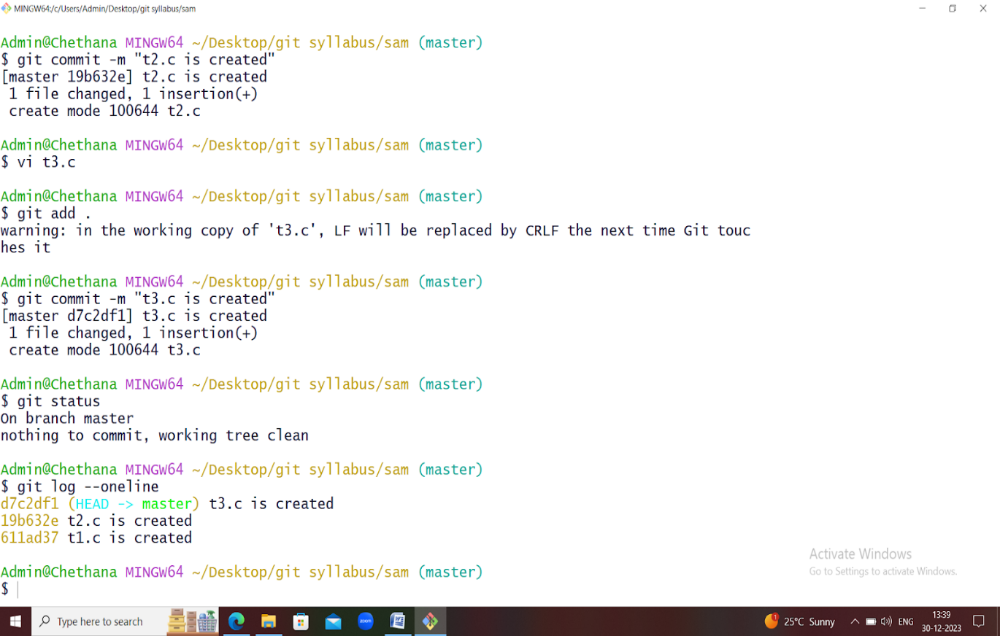 MINGW64:/c/Users/Admin/Desktop/git syllabus/sam
Admin@Chethana MINGW64 ~/Desktop/git syllabus/sam (master)
$ git commit -m "t2.c is created"
[master 19b632e] t2.c is created
 1 file changed, 1 insertion(+)
 create mode 100644 t2.c
Admin@Chethana MINGW64 ~/Desktop/git syllabus/sam (master)
$ vi t3.c
Admin@Chethana MINGW64 ~/Desktop/git syllabus/sam (master)
$ git add .
warning: in the working copy of 't3.c', LF will be replaced by CRLF the next time Git touc
hes it
Admin@Chethana MINGW64 ~/Desktop/git syllabus/sam (master)
$ git commit -m "t3.c is created"
[master d7c2df1] t3.c is created
 1 file changed, 1 insertion(+)
 create mode 100644 t3.c
Admin@Chethana MINGW64 ~/Desktop/git syllabus/sam (master)
$ git status
On branch master
nothing to commit, working tree clean
Admin@Chethana MINGW64 ~/Desktop/git syllabus/sam (master)
$ git log --oneline
d7c2df1 (HEAD -> master) t3.c is created
19b632e t2.c is created
611ad37 t1.c is created
Admin@Chethana MINGW64 ~/Desktop/git syllabus/sam (master)
$
Activate Windows
Go to Settings to activate Windows.
Type here to search
zoom
W
1
25°C Sunny
ENG
13:39
30-12-2023